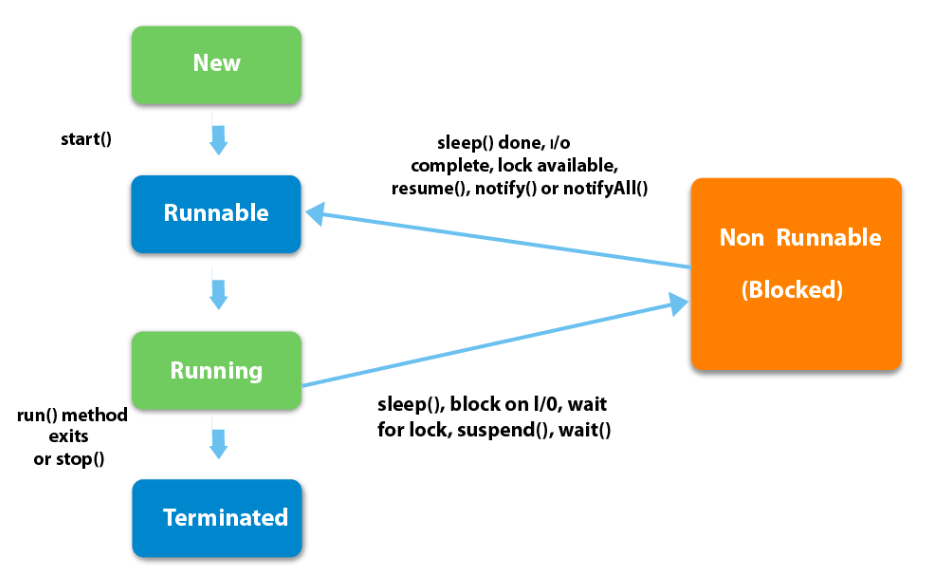 New
start()
sleep() done, I/o
complete, lock available,
resume(), notify() or notifyAll()
Runnable
Non Runnable
(Blocked)
Running
sleep(), block on l/0, wait
for lock, suspend(), wait()
run() method
exits
or stop()
Terminated